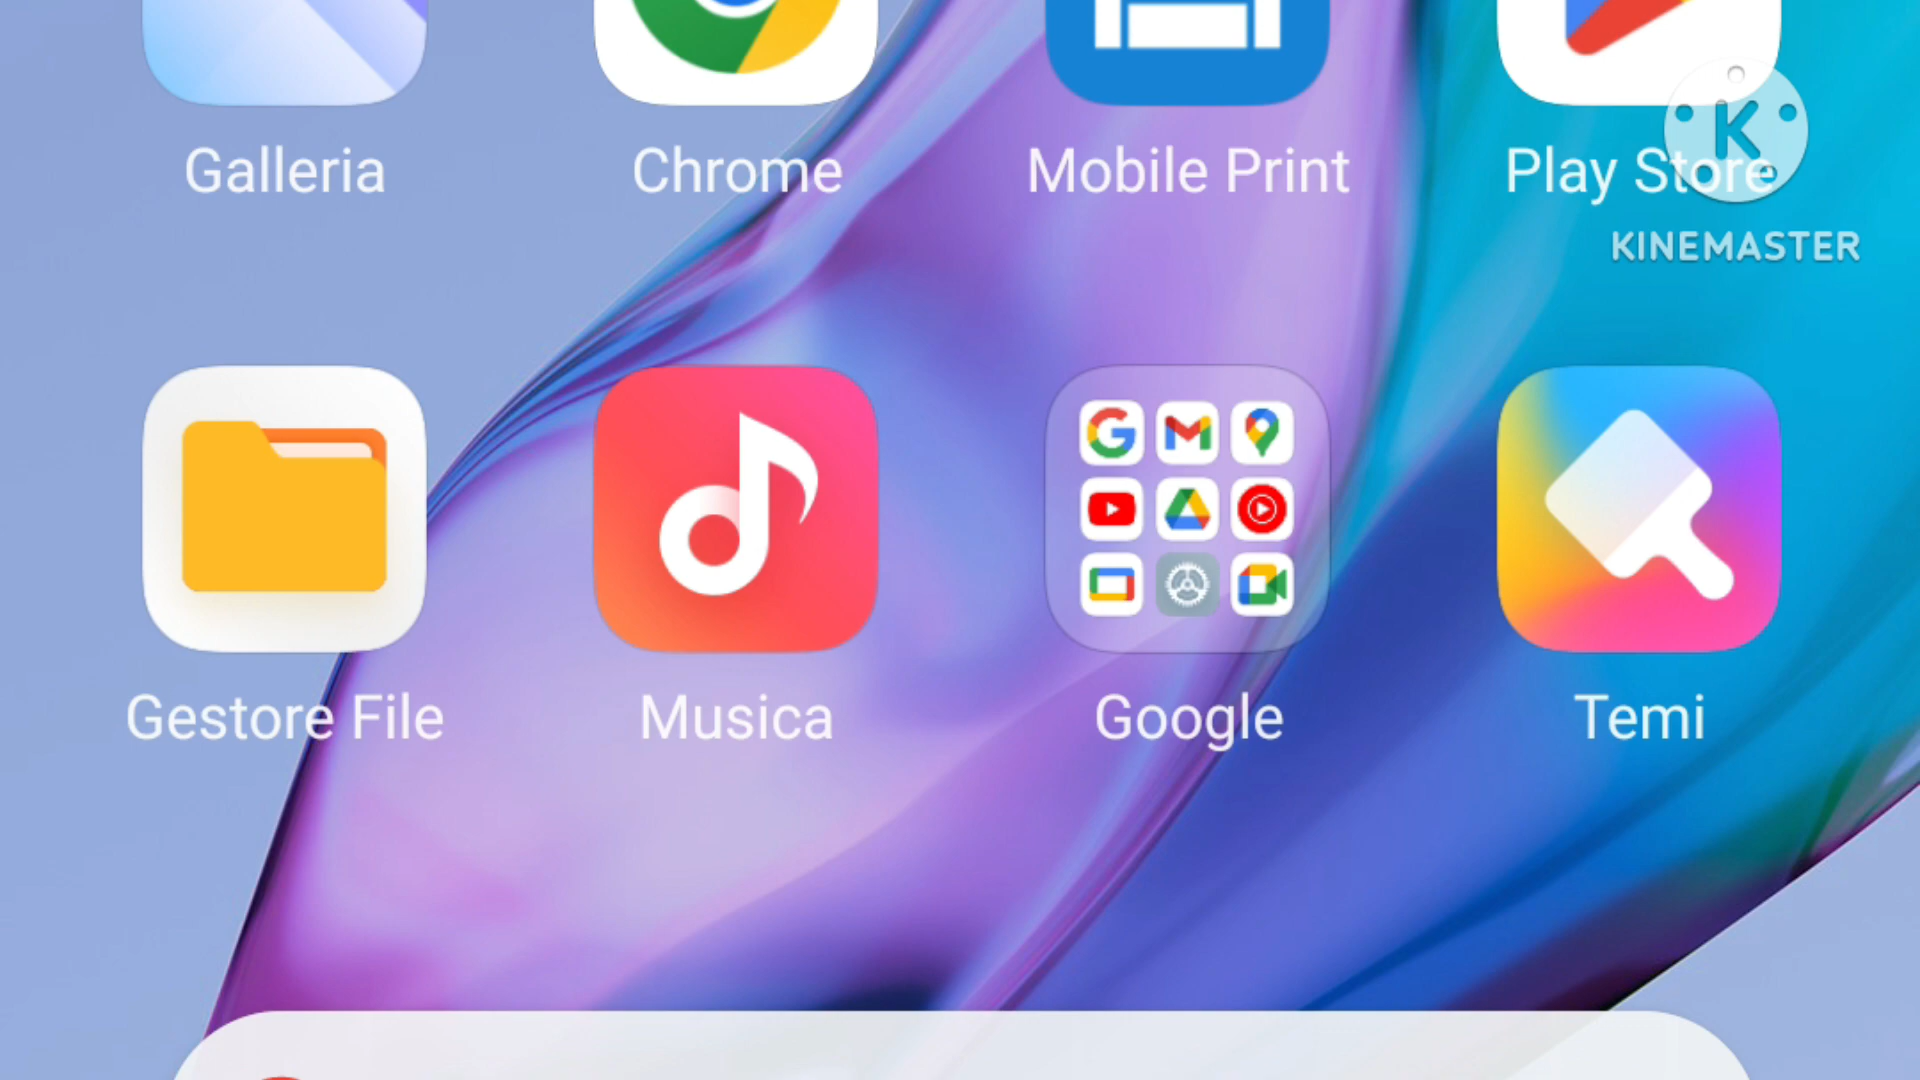 Galleria
Chrome
Mobile Print
Play Store
K
KINEMASTER
Gestore File
Musica
Google
Temi